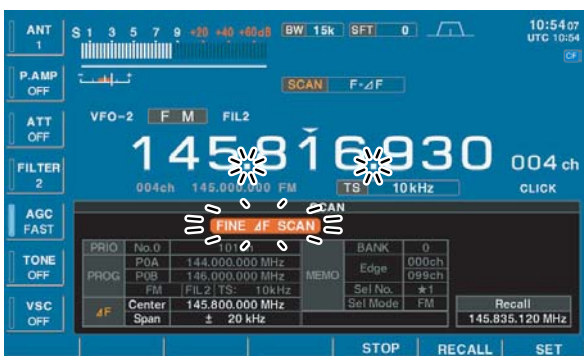 ANT
1
P.AMP
OFF
ATT
OFF
FILTER
2
AGC
FAST
TONE
OFF
VSC
OFF
S 1 3 5 7 9 +20 +40 +60dB BW 15k SFT 0
10:54 07
UTC 10:54
CF
SCAN F-⊿F
VFO-2 FM FIL2
145.816.930 004 ch
004ch 145.000.000 FM TS 10kHz CLICK
SCAN
FINE ⊿F SCAN
PRIO No.0 101ch BANK 0
PROG P0A 144.000.000 MHz MEMO Edge 000ch
P0B 146.000.000 MHz 099ch
FM FIL2 TS: 10kHz Sel No. ★1
⊿F Center 145.800.000 MHz Sel Mode FM
Span ± 20 kHz
Recall
145.835.120 MHz
STOP RECALL SET